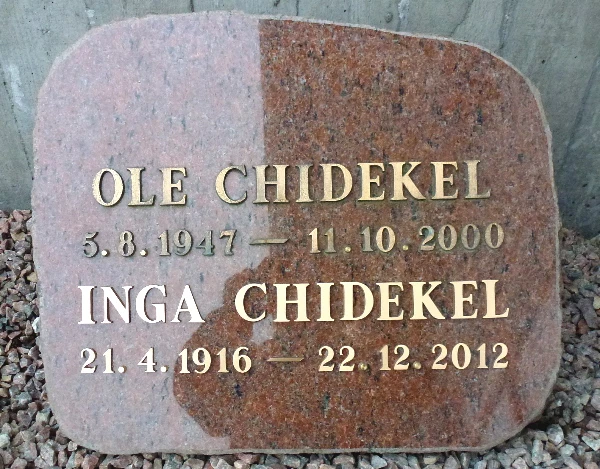 OLE CHIDEKEL
5.8.1947 — 11.10.2000
INGA CHIDEKEL
21.4.1916 — 22.12.2012